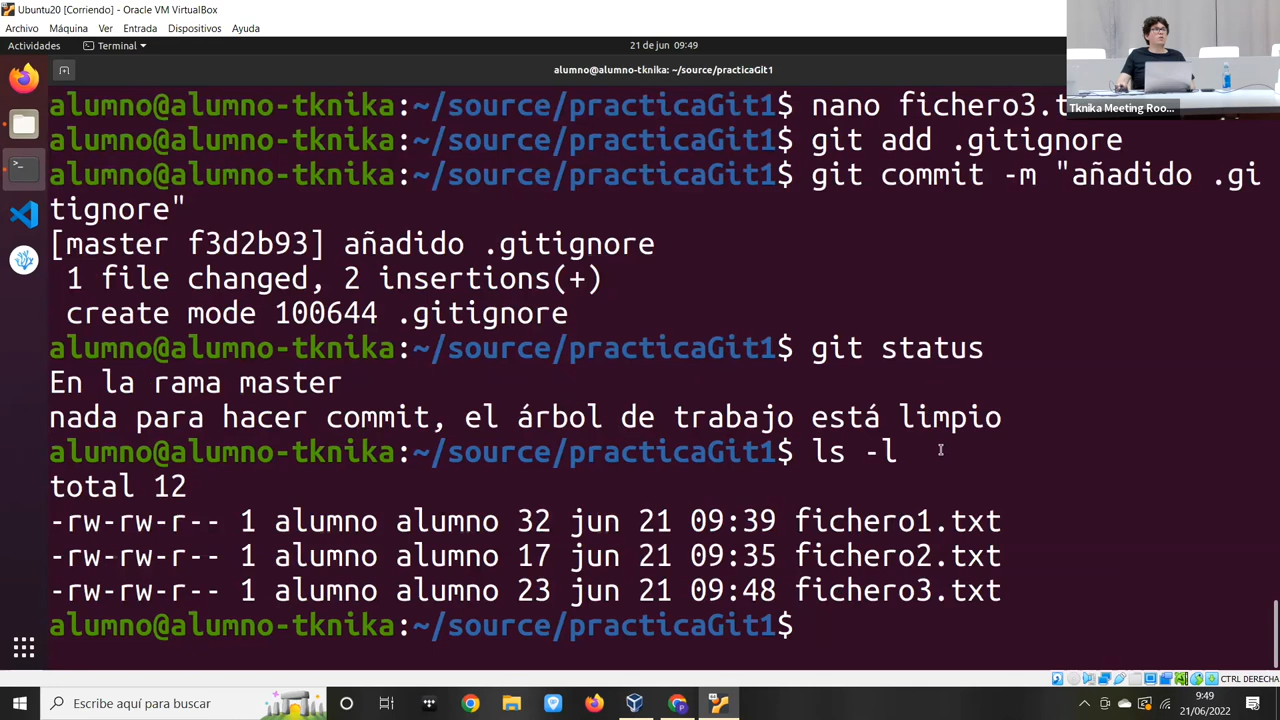 Ubuntu20 [Corriendo] - Oracle VM VirtualBox
Archivo Máquina Ver Entrada Dispositivos Ayuda
Actividades Terminal 21 de jun 09:49
alumno@alumno-tknika: ~/source/practicaGit1
Tknika Meeting Roo...
alumno@alumno-tknika:~/source/practicaGit1$ nano fichero3.t
alumno@alumno-tknika:~/source/practicaGit1$ git add .gitignore
alumno@alumno-tknika:~/source/practicaGit1$ git commit -m "añadido .gi
tignore"
[master f3d2b93] añadido .gitignore
1 file changed, 2 insertions(+)
create mode 100644 .gitignore
alumno@alumno-tknika:~/source/practicaGit1$ git status
En la rama master
nada para hacer commit, el árbol de trabajo está limpio
alumno@alumno-tknika:~/source/practicaGit1$ ls -l
total 12
-rw-rw-r-- 1 alumno alumno 32 jun 21 09:39 fichero1.txt
-rw-rw-r-- 1 alumno alumno 17 jun 21 09:35 fichero2.txt
-rw-rw-r-- 1 alumno alumno 23 jun 21 09:48 fichero3.txt
alumno@alumno-tknika:~/source/practicaGit1$
CTRL DERECHA
Escribe aquí para buscar
9:49
21/06/2022